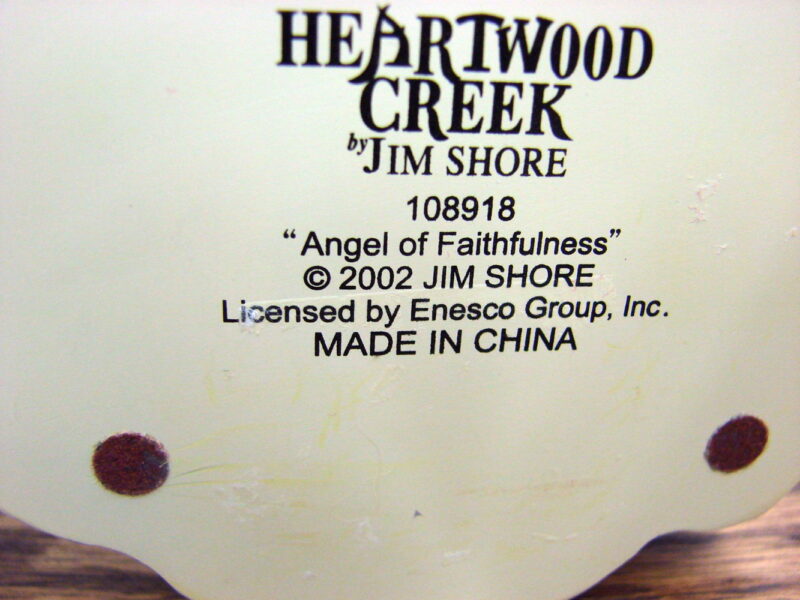 HEARTWOOD
CREEK
by JIM SHORE
108918
“Angel of Faithfulness”
© 2002 JIM SHORE
Licensed by Enesco Group, Inc.
MADE IN CHINA